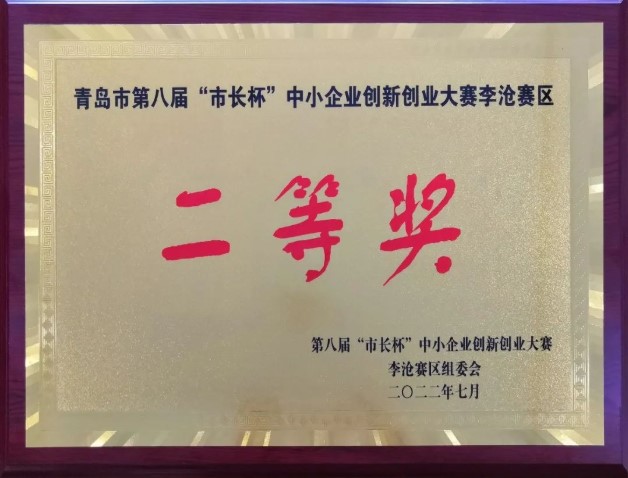 青岛市第八届“市长杯”中小企业创新创业大赛李沧赛区
二等奖
第八届“市长杯”中小企业创新创业大赛
李沧赛区组委会
二〇二二年七月